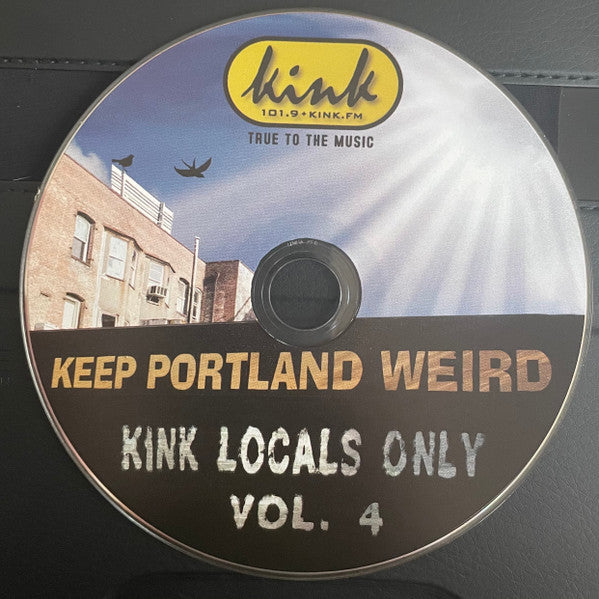 kink
101.9+KINK.FM
TRUE TO THE MUSIC
KEEP PORTLAND WEIRD
KINK LOCALS ONLY
VOL. 4